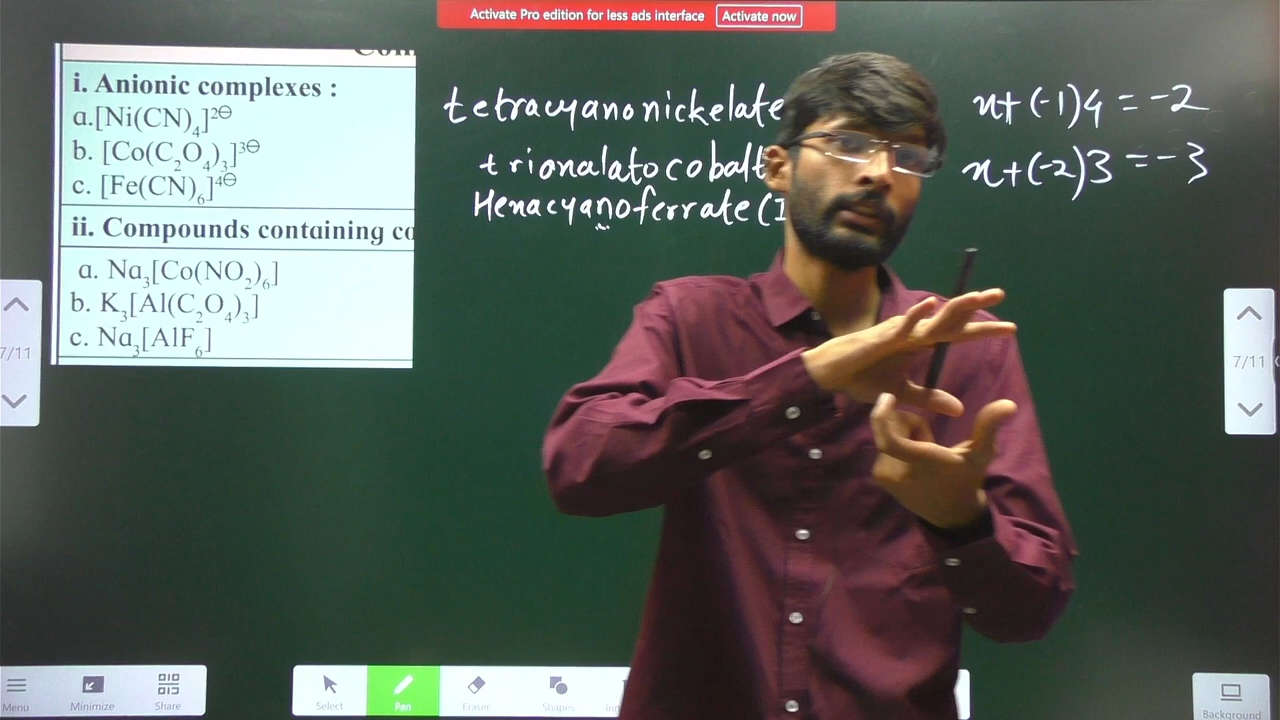 Activate Pro edition for less ads interface Activate now
i. Anionic complexes :
a.[Ni(CN)₄]²⊖
b. [Co(C₂O₄)₃]³⊖
c. [Fe(CN)₆]⁴⊖
ii. Compounds containing co
a. Na₃[Co(NO₂)₆]
b. K₃[Al(C₂O₄)₃]
c. Na₃[AlF₆]
tetracyanonickelate
trioxalatocobalt
Hexacyanoferrate(I
x+(-1)4 = -2
x+(-2)3 = -3
7/11
7/11
Menu
Minimize
Share
Select
Pen
Eraser
Shapes
Background